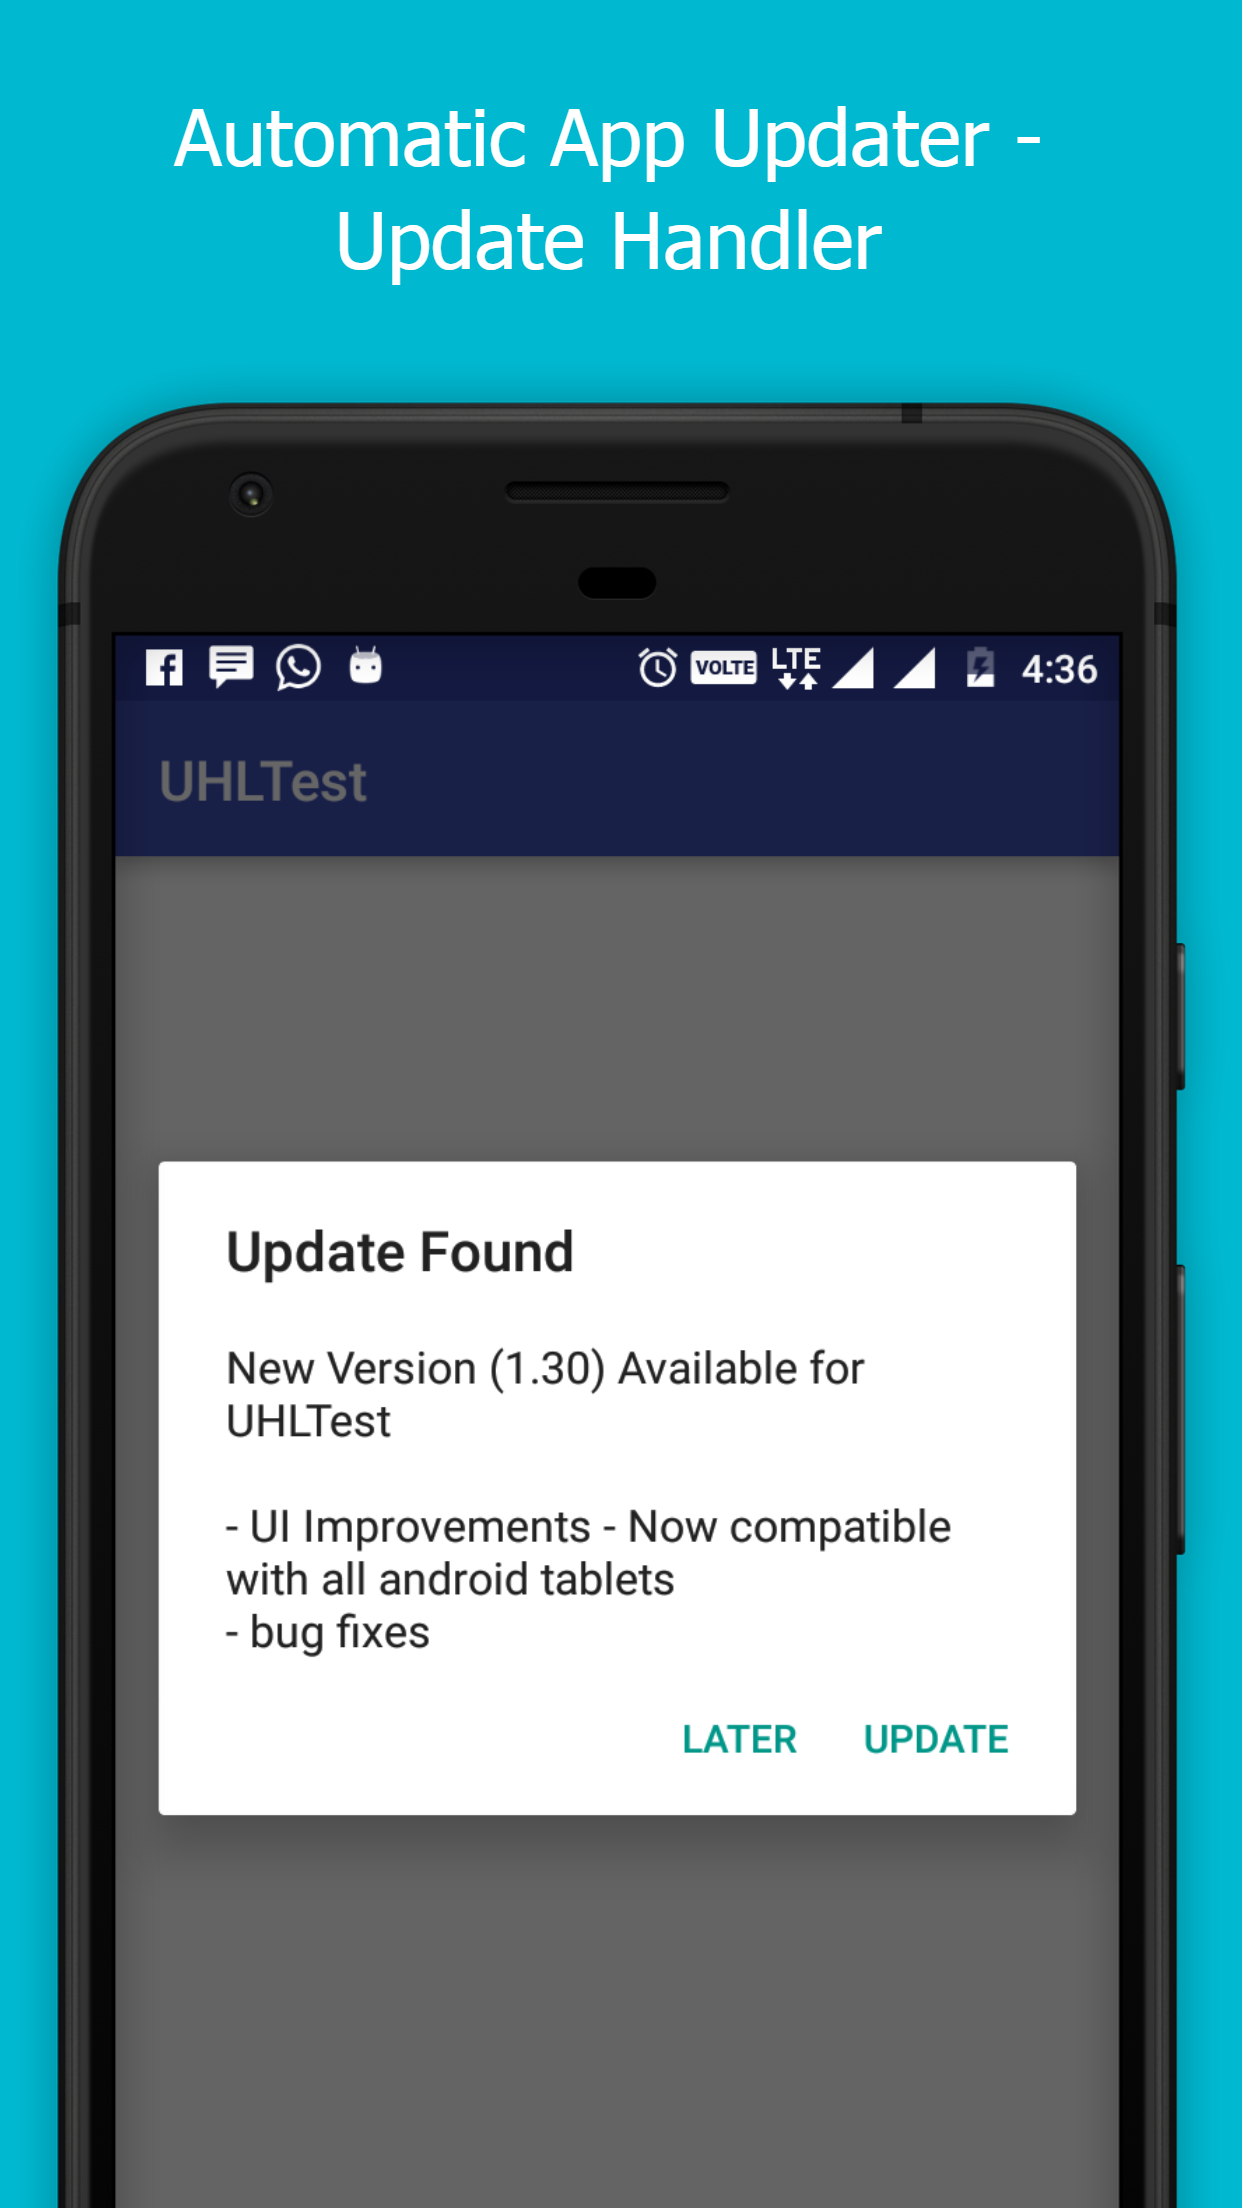 Automatic App Updater -
Update Handler
VOLTE LTE 4:36
UHLTest
Update Found
New Version (1.30) Available for
UHLTest
- UI Improvements - Now compatible
with all android tablets
- bug fixes
LATER UPDATE